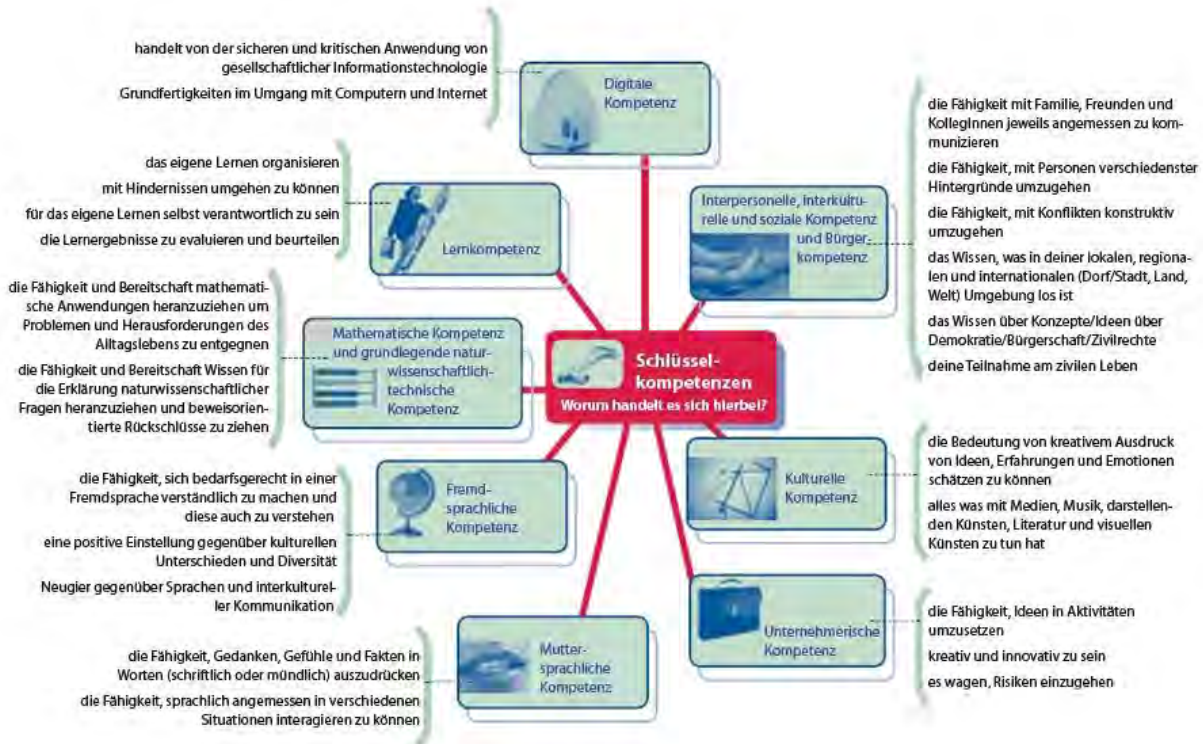 handelt von der sicheren und kritischen Anwendung von
gesellschaftlicher Informationstechnologie
Grundfertigkeiten im Umgang mit Computern und Internet
Digitale
Kompetenz
das eigene Lernen organisieren
mit Hindernissen umgehen zu können
für das eigene Lernen selbst verantwortlich zu sein
die Lernergebnisse zu evaluieren und beurteilen
Lernkompetenz
Interpersonelle, Interkultu-
relle und soziale Kompetenz
und Bürger-
kompetenz
die Fähigkeit mit Familie, Freunden und
KollegInnen jeweils angemessen zu kom-
munizieren
die Fähigkeit, mit Personen verschiedenster
Hintergründe umzugehen
die Fähigkeit, mit Konflikten konstruktiv
umzugehen
das Wissen, was in deiner lokalen, regiona-
len und internationalen (Dorf/Stadt, Land,
Welt) Umgebung los ist
das Wissen über Konzepte/Ideen über
Demokratie/Bürgerschaft/Zivilrechte
deine Teilnahme am zivilen Leben
die Fähigkeit und Bereitschaft mathemati-
sche Anwendungen heranzuziehen um
Problemen und Herausforderungen des
Alltagslebens zu entgegnen
die Fähigkeit und Bereitschaft Wissen für
die Erklärung naturwissenschaftlicher
Fragen heranzuziehen und beweisorien-
tierte Rückschlüsse zu ziehen
Mathematische Kompetenz
und grundlegende natur-
wissenschaftlich-
technische
Kompetenz
Schlüssel-
kompetenzen
Worum handelt es sich hierbei?
die Fähigkeit, sich bedarfsgerecht in einer
Fremdsprache verständlich zu machen und
diese auch zu verstehen
eine positive Einstellung gegenüber kulturellen
Unterschieden und Diversität
Neugier gegenüber Sprachen und interkulturel-
ler Kommunikation
Fremd-
sprachliche
Kompetenz
Kulturelle
Kompetenz
die Bedeutung von kreativem Ausdruck
von Ideen, Erfahrungen und Emotionen
schätzen zu können
alles was mit Medien, Musik, darstellen-
den Künsten, Literatur und visuellen
Künsten zu tun hat
die Fähigkeit, Gedanken, Gefühle und Fakten in
Worten (schriftlich oder mündlich) auszudrücken
die Fähigkeit, sprachlich angemessen in verschiedenen
Situationen interagieren zu können
Mutter-
sprachliche
Kompetenz
Unternehmerische
Kompetenz
die Fähigkeit, Ideen in Aktivitäten
umzusetzen
kreativ und innovativ zu sein
es wagen, Risiken einzugehen